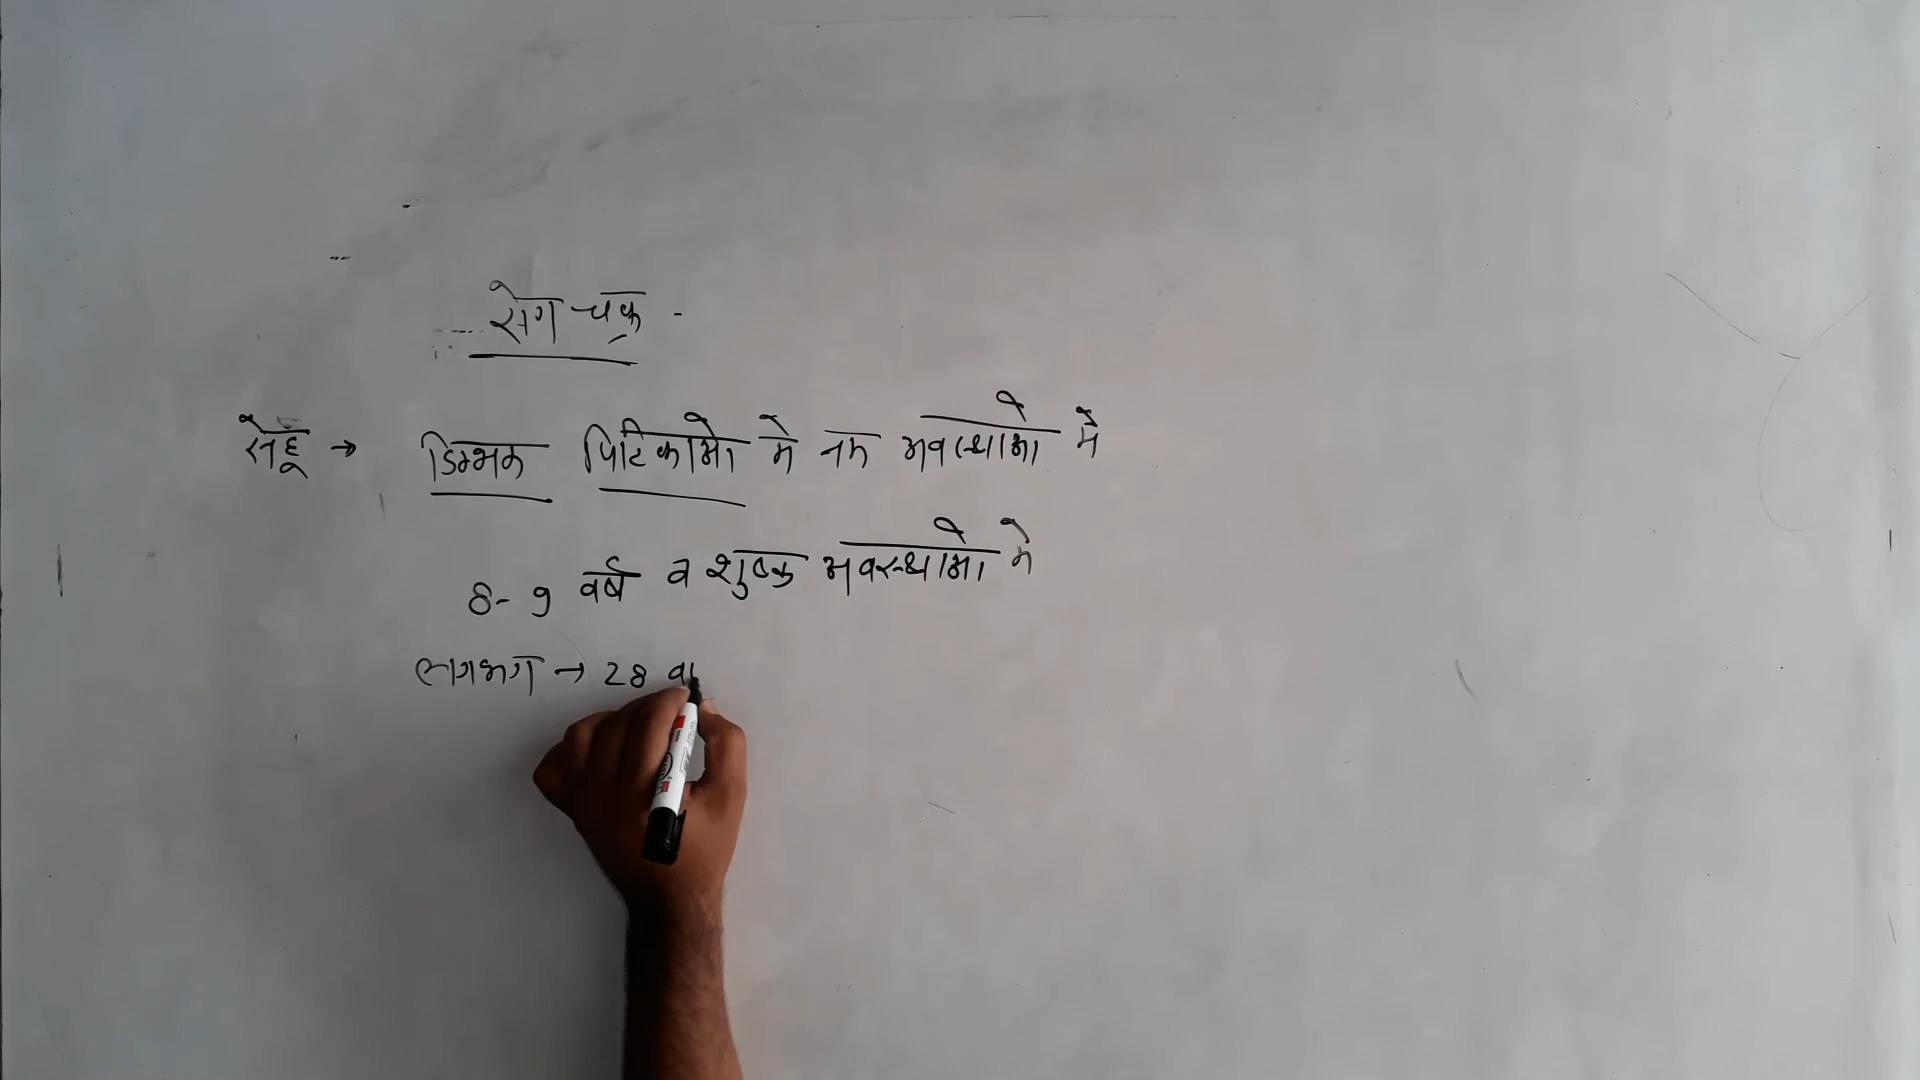 रोग चक्र -
सेहूँ → डिम्भक पिटिकाओं में नम अवस्थाओं में
8-9 वर्ष व शुष्क अवस्थाओं में
लगभग → 28 व